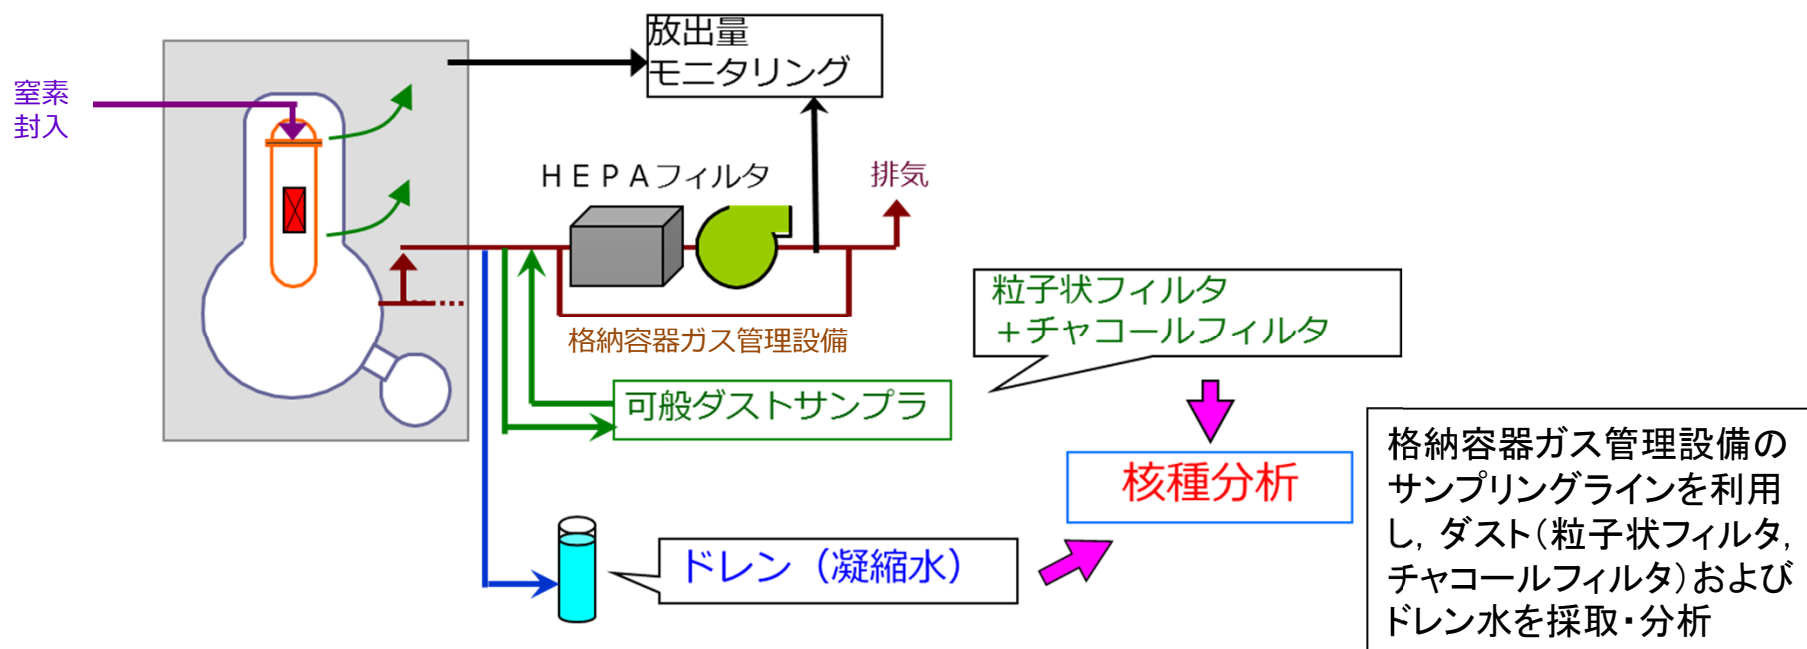 放出量
モニタリング
窒素
封入
ＨＥＰＡフィルタ
排気
粒子状フィルタ
＋チャコールフィルタ
格納容器ガス管理設備
可般ダストサンプラ
核種分析
格納容器ガス管理設備の
サンプリングラインを利用
し，ダスト（粒子状フィルタ，
チャコールフィルタ）および
ドレン水を採取・分析
ドレン（凝縮水）